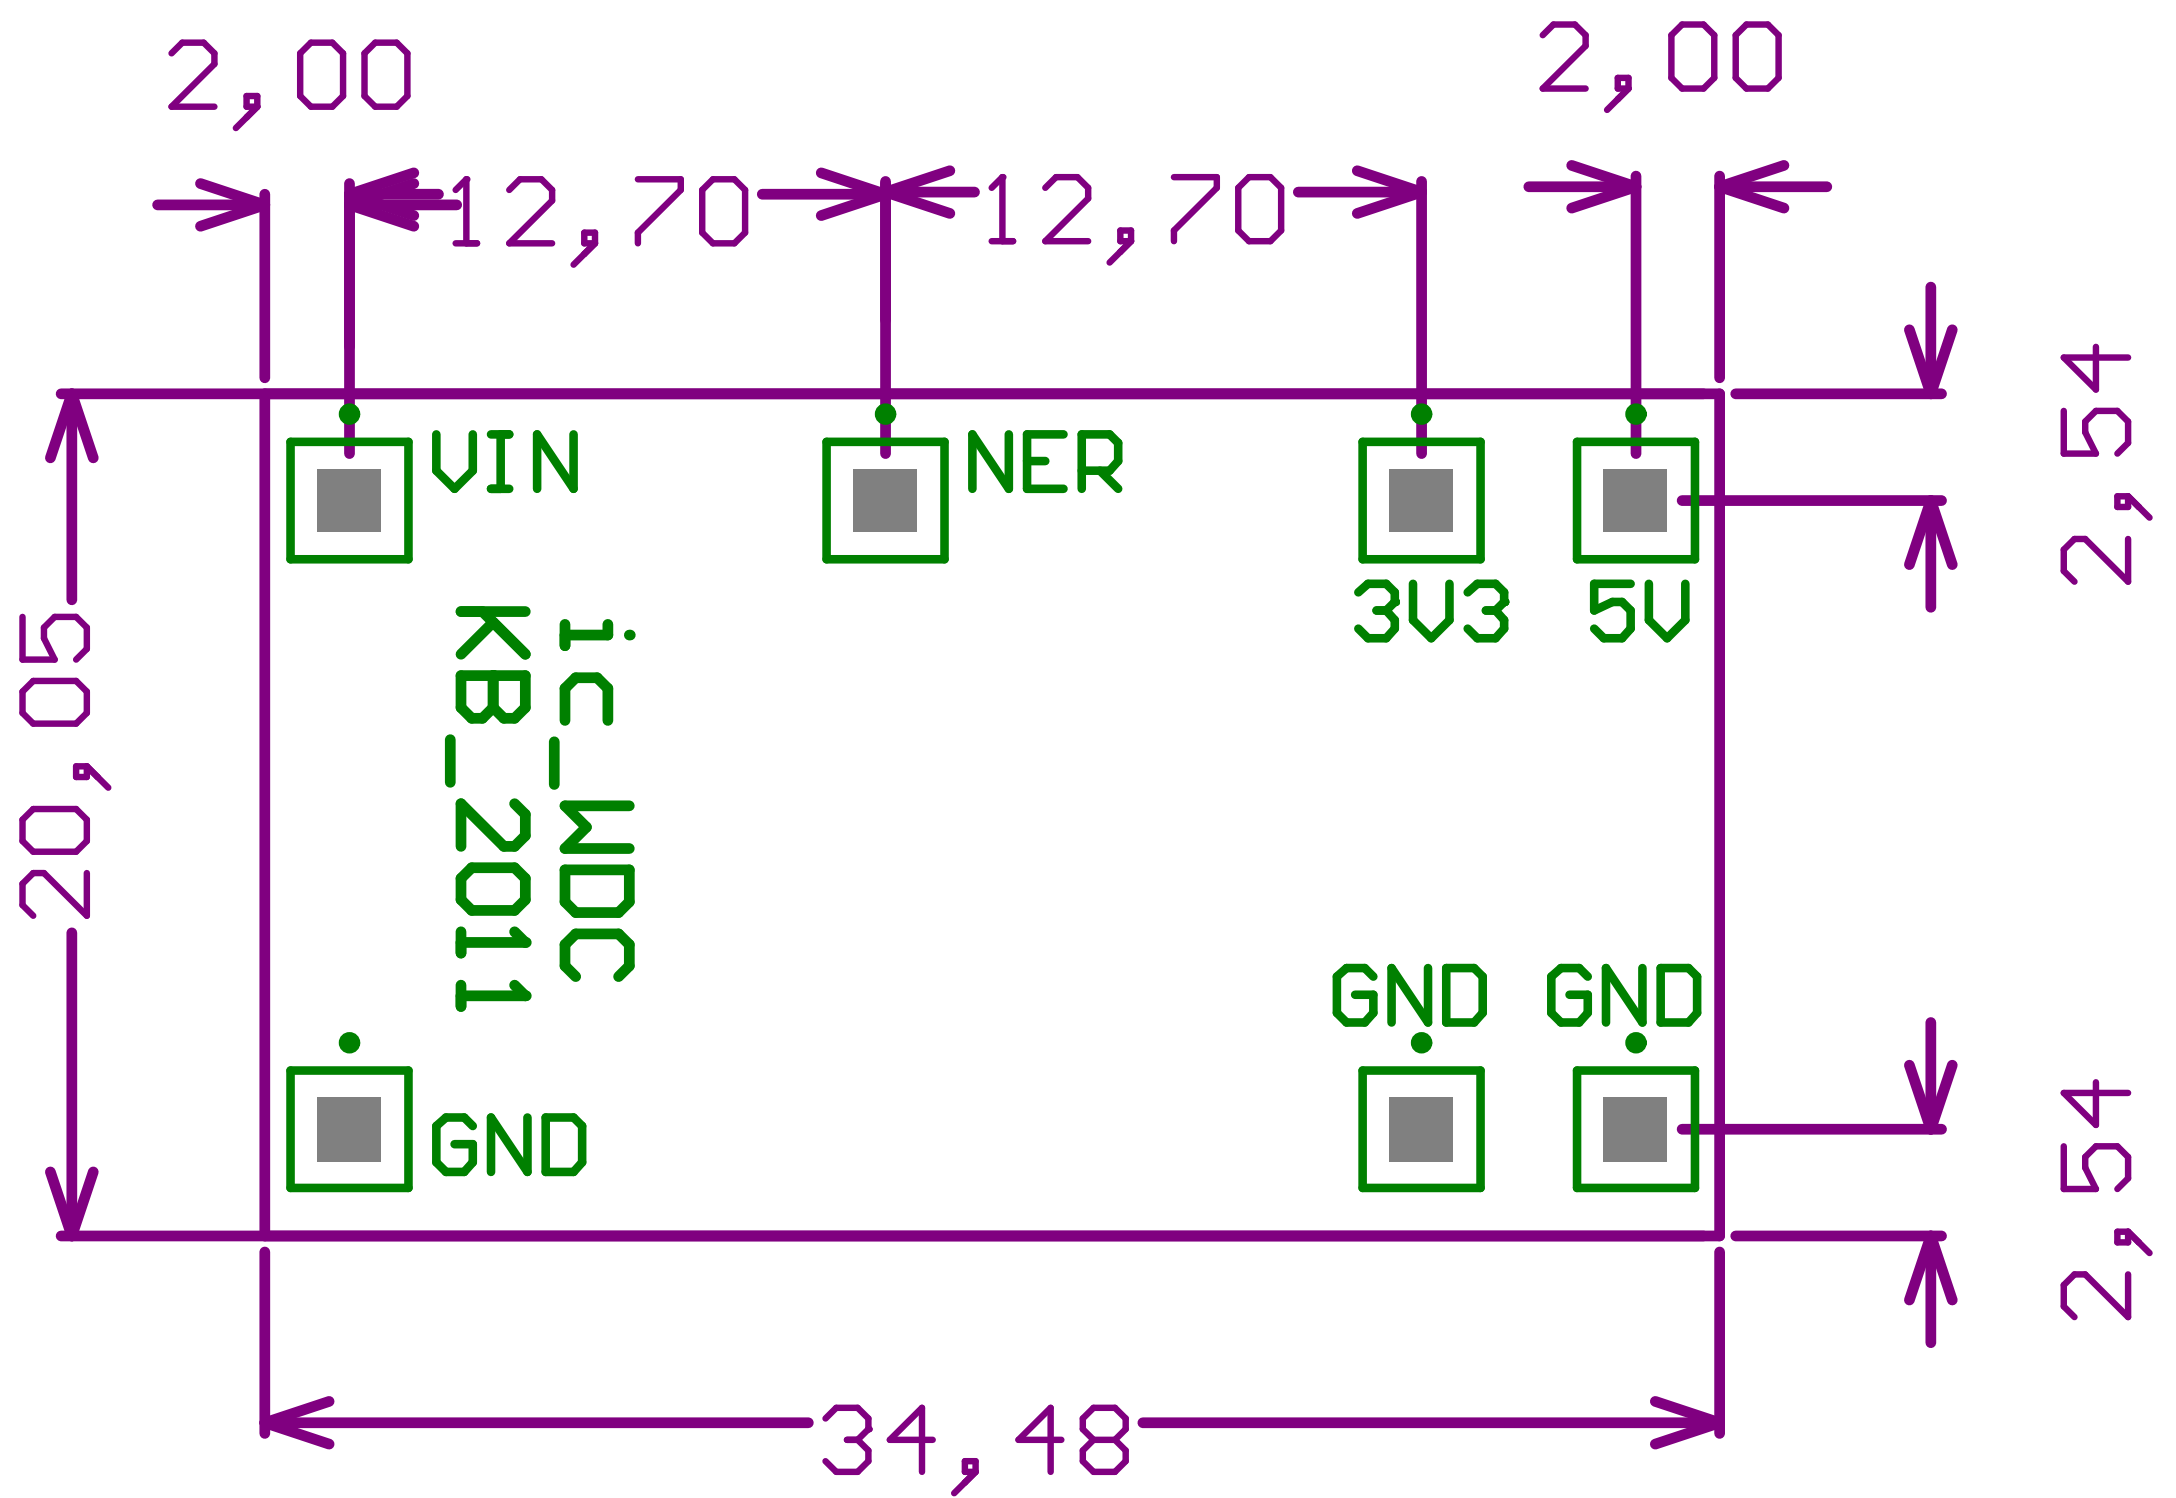 2,00
2,00
12,70
12,70
2,54
VIN
NER
3V3
5V
20,05
ic_WDC
KB_2011
GND
GND
GND
2,54
34,48